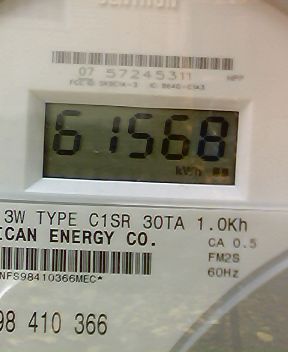 07 57245311
61568
kWh
3W TYPE C1SR 30TA 1.0Kh
ICAN ENERGY CO.
CA 0.5
FM2S
60Hz
NFS98410366MEC*
98 410 366